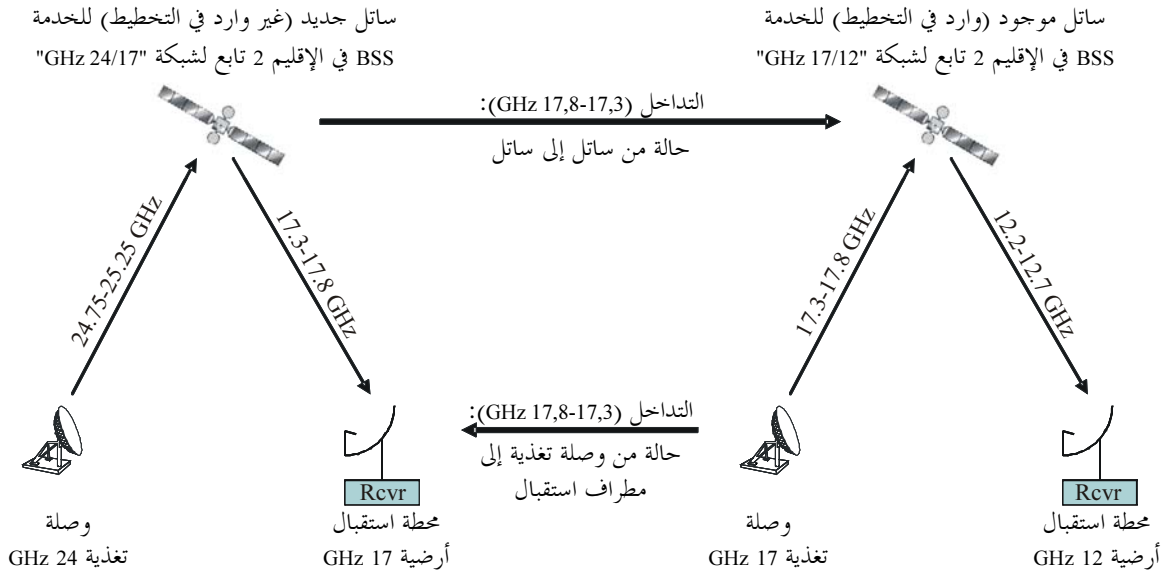 ساتل موجود (وارد في التخطيط) للخدمة
BSS في الإقليم 2 تابع لشبكة "GHz 17/12"
ساتل جديد (غير وارد في التخطيط) للخدمة
BSS في الإقليم 2 تابع لشبكة "GHz 24/17"
التداخل (GHz 17,8-17,3):
حالة من ساتل إلى ساتل
12.2-12.7 GHz
17.3-17.8 GHz
17.3-17.8 GHz
24.75-25.25 GHz
التداخل (GHz 17,8-17,3):
حالة من وصلة تغذية إلى
مطراف استقبال
Rcvr
محطة استقبال
أرضية GHz 12
وصلة
تغذية GHz 17
Rcvr
محطة استقبال
أرضية GHz 17
وصلة
تغذية GHz 24